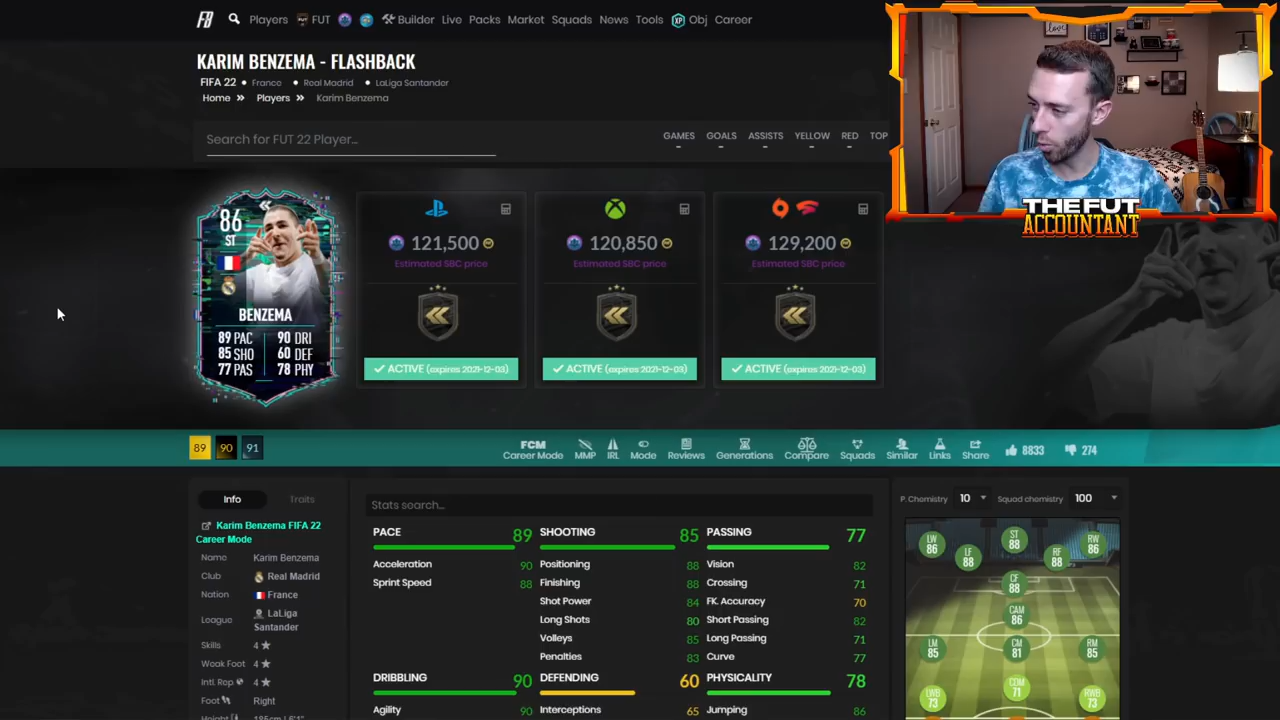 FB Players FUT Builder Live Packs Market Squads News Tools XP Obj Career
KARIM BENZEMA - FLASHBACK
FIFA 22 • France • Real Madrid • LaLiga Santander
Home » Players » Karim Benzema
Search for FUT 22 Player...
GAMES GOALS ASSISTS YELLOW RED TOP
- - - - -
THE FUT
ACCOUNTANT
86
ST
BENZEMA
89 PAC 90 DRI
85 SHO 60 DEF
77 PAS 78 PHY
121,500
Estimated SBC price
ACTIVE (expires 2021-12-03)
120,850
Estimated SBC price
ACTIVE (expires 2021-12-03)
129,200
Estimated SBC price
ACTIVE (expires 2021-12-03)
89 90 91
FCM
Career Mode MMP IRL Mode Reviews Generations Compare Squads Similar Links Share 8833 274
Info Traits
Karim Benzema FIFA 22
Career Mode
Name Karim Benzema
Club Real Madrid
Nation France
League LaLiga
Santander
Skills 4★
Weak Foot 4★
Intl. Rep 4★
Foot Right
Height 185cm | 6'1"
Stats search...
PACE 89
Acceleration 90
Sprint Speed 88
SHOOTING 85
Positioning 88
Finishing 88
Shot Power 84
Long Shots 80
Volleys 85
Penalties 83
PASSING 77
Vision 82
Crossing 71
FK. Accuracy 70
Short Passing 82
Long Passing 71
Curve 77
DRIBBLING 90
Agility 90
DEFENDING 60
Interceptions 65
PHYSICALITY 78
Jumping 86
P. Chemistry 10 Squad chemistry 100
LW
86
LF
88
ST
88
RF
88
RW
86
CF
88
CAM
86
LM
85
CM
81
RM
85
LWB
73
CDM
71
RWB
73